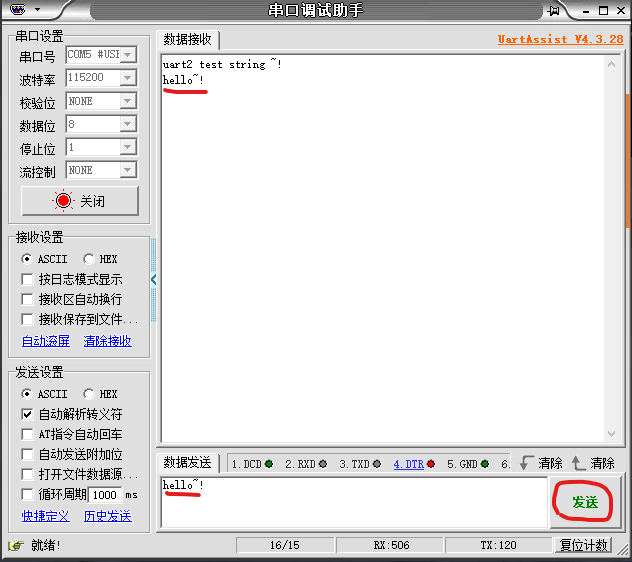 串口调试助手
串口设置
串口号 COM5 #USB
波特率 115200
校验位 NONE
数据位 8
停止位 1
流控制 NONE
关闭
接收设置
ASCII HEX
按日志模式显示
接收区自动换行
接收保存到文件...
自动滚屏 清除接收
发送设置
ASCII HEX
自动解析转义符
AT指令自动回车
自动发送附加位
打开文件数据源...
循环周期 1000 ms
快捷定义 历史发送
数据接收 UartAssist V4.3.28
uart2 test string ~!
hello~!
数据发送 1.DCD 2.RXD 3.TXD 4.DTR 5.GND 6. 清除 清除
hello~!
发送
就绪! 16/15 RX:506 TX:120 复位计数